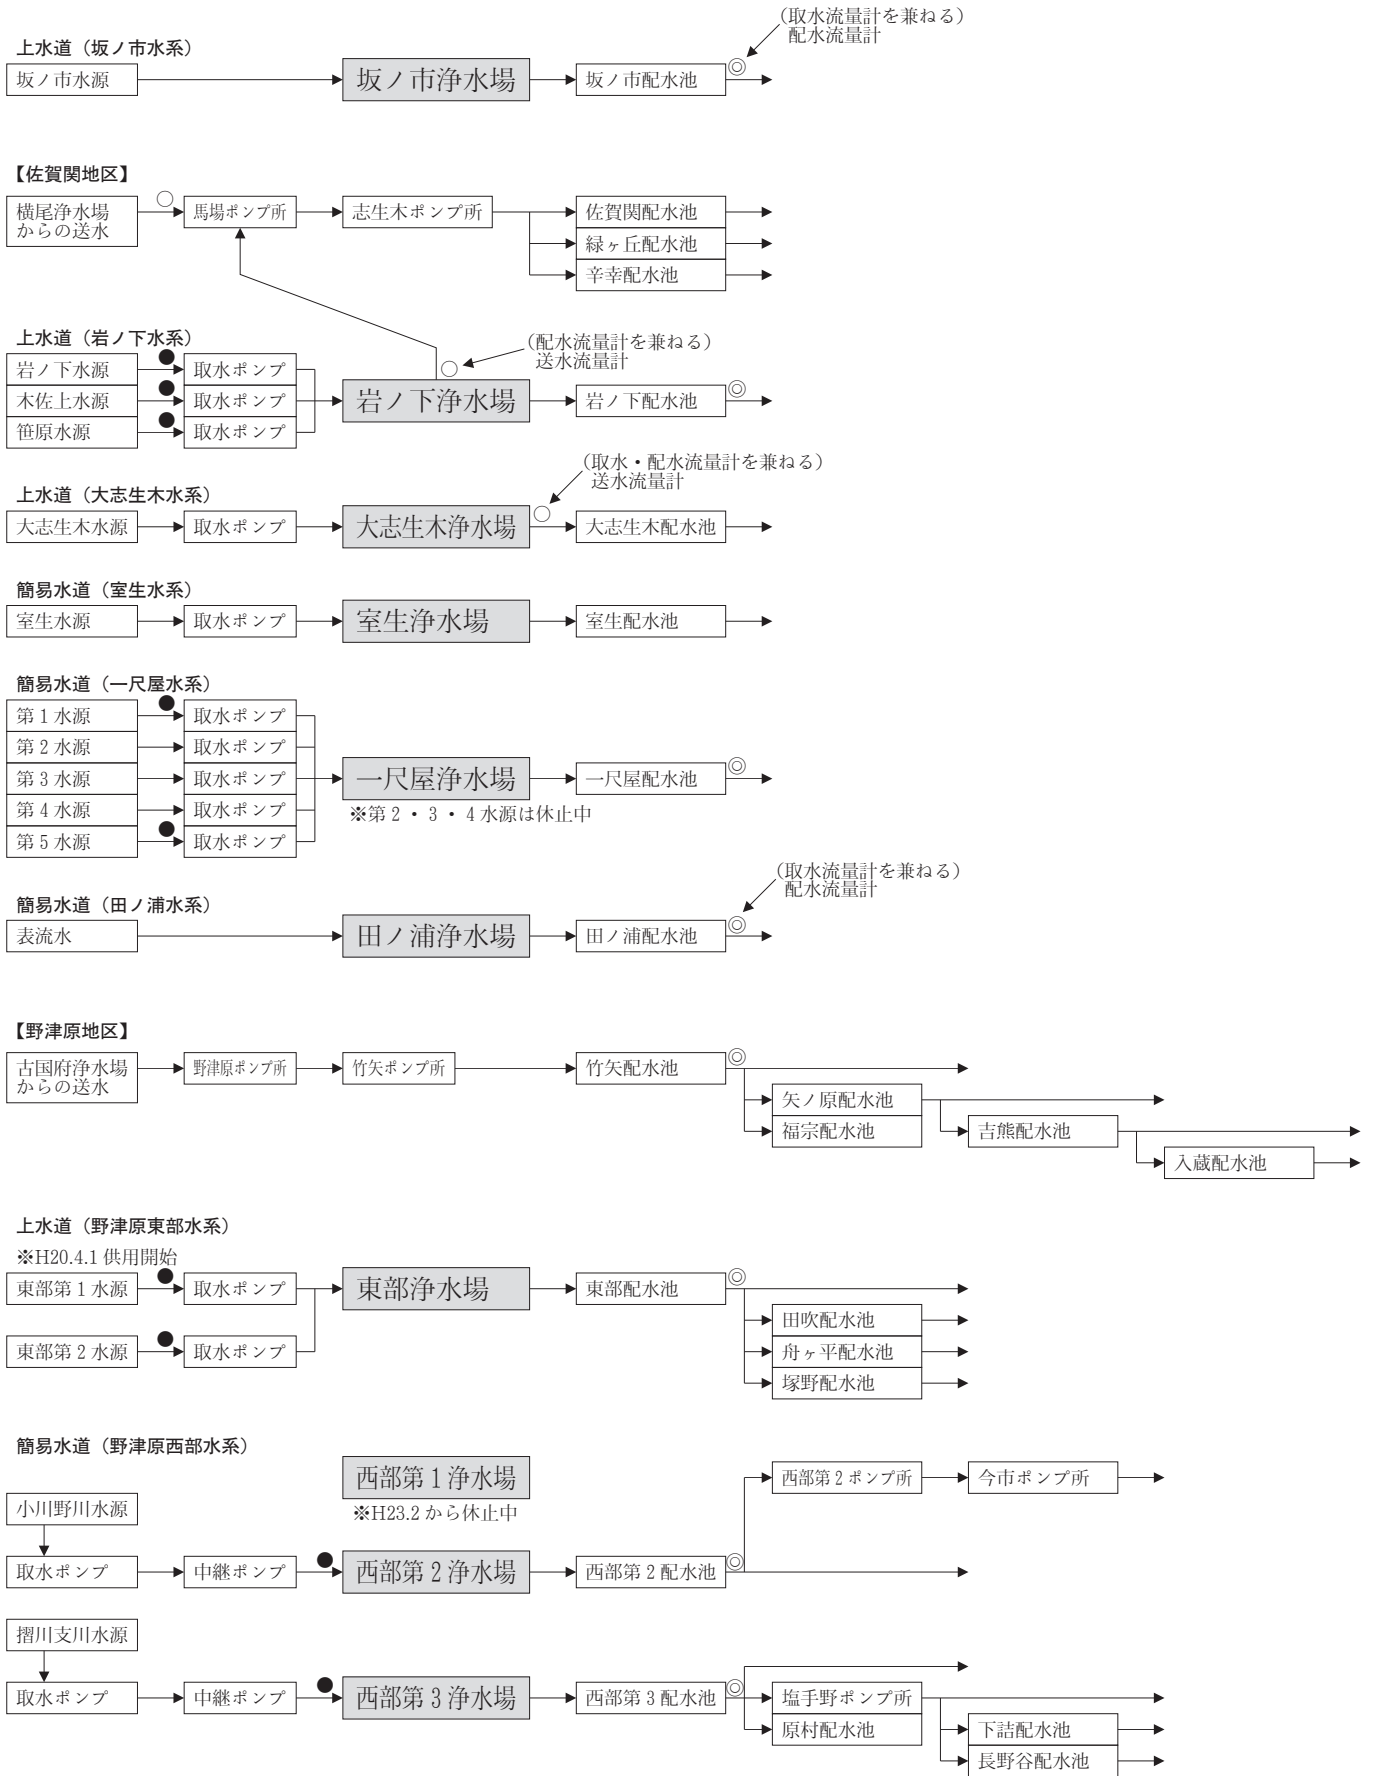 （取水流量計を兼ねる）
配水流量計
上水道（坂ノ市水系）
坂ノ市水源
坂ノ市浄水場
坂ノ市配水池
◎
【佐賀関地区】
横尾浄水場
からの送水
○
馬場ポンプ所
志生木ポンプ所
佐賀関配水池
緑ヶ丘配水池
辛幸配水池
上水道（岩ノ下水系）
（配水流量計を兼ねる）
送水流量計
岩ノ下水源
●
取水ポンプ
木佐上水源
●
取水ポンプ
笹原水源
●
取水ポンプ
○
岩ノ下浄水場
岩ノ下配水池
◎
（取水・配水流量計を兼ねる）
送水流量計
上水道（大志生木水系）
大志生木水源
取水ポンプ
大志生木浄水場
○
大志生木配水池
簡易水道（室生水系）
室生水源
取水ポンプ
室生浄水場
室生配水池
簡易水道（一尺屋水系）
第1水源
●
取水ポンプ
第2水源
取水ポンプ
第3水源
取水ポンプ
第4水源
取水ポンプ
第5水源
●
取水ポンプ
一尺屋浄水場
※第2・3・4水源は休止中
一尺屋配水池
◎
（取水流量計を兼ねる）
配水流量計
簡易水道（田ノ浦水系）
表流水
田ノ浦浄水場
田ノ浦配水池
◎
【野津原地区】
古国府浄水場
からの送水
野津原ポンプ所
竹矢ポンプ所
竹矢配水池
◎
矢ノ原配水池
福宗配水池
吉熊配水池
入蔵配水池
上水道（野津原東部水系）
※H20.4.1供用開始
東部第1水源
●
取水ポンプ
東部第2水源
●
取水ポンプ
東部浄水場
東部配水池
◎
田吹配水池
舟ヶ平配水池
塚野配水池
簡易水道（野津原西部水系）
西部第1浄水場
※H23.2から休止中
西部第2ポンプ所
今市ポンプ所
小川野川水源
取水ポンプ
中継ポンプ
●
西部第2浄水場
西部第2配水池
◎
摺川支川水源
取水ポンプ
中継ポンプ
●
西部第3浄水場
西部第3配水池
◎
塩手野ポンプ所
原村配水池
下詰配水池
長野谷配水池